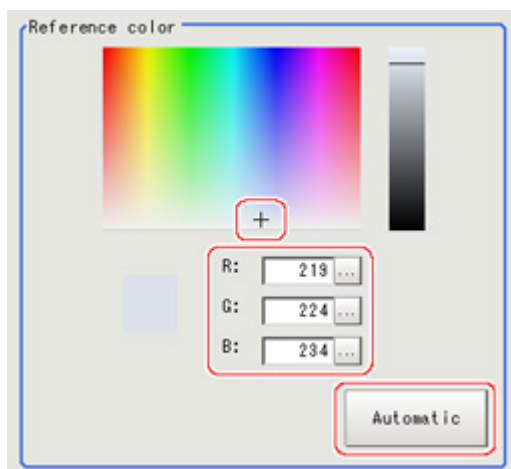 Reference color
R: 219 ...
G: 224 ...
B: 234 ...
Automatic